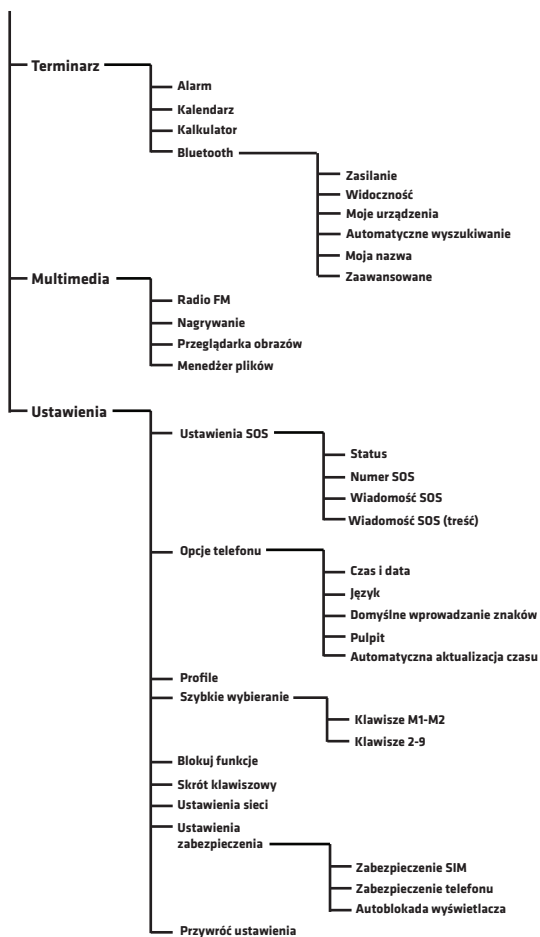 Terminarz
Alarm
Kalendarz
Kalkulator
Bluetooth
Zasilanie
Widoczność
Moje urządzenia
Automatyczne wyszukiwanie
Moja nazwa
Zaawansowane
Multimedia
Radio FM
Nagrywanie
Przeglądarka obrazów
Menedżer plików
Ustawienia
Ustawienia SOS
Status
Numer SOS
Wiadomość SOS
Wiadomość SOS (treść)
Opcje telefonu
Czas i data
Język
Domyślne wprowadzanie znaków
Pulpit
Automatyczna aktualizacja czasu
Profile
Szybkie wybieranie
Klawisze M1-M2
Klawisze 2-9
Blokuj funkcje
Skrót klawiszowy
Ustawienia sieci
Ustawienia
zabezpieczenia
Zabezpieczenie SIM
Zabezpieczenie telefonu
Autoblokada wyświetlacza
Przywróć ustawienia